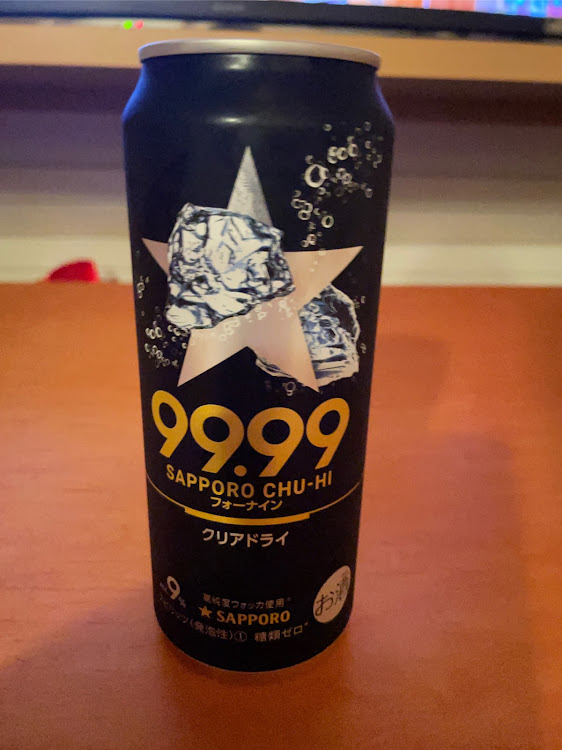 99.99
SAPPORO CHU-HI
フォーナイン
クリアドライ
9%
高純度ウォッカ使用*
★ SAPPORO
お酒
(発泡性)① 糖類ゼロ*